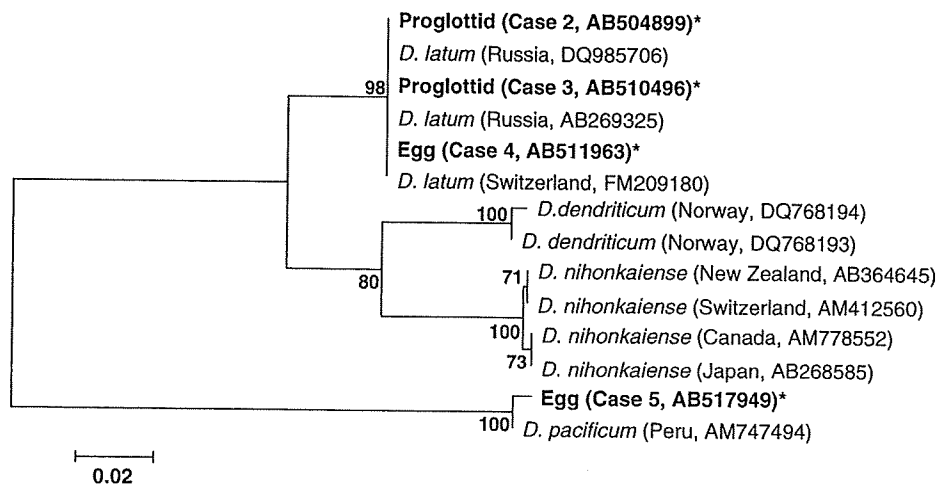 Proglottid (Case 2, AB504899)*
98
D. latum (Russia, DQ985706)
Proglottid (Case 3, AB510496)*
D. latum (Russia, AB269325)
Egg (Case 4, AB511963)*
D. latum (Switzerland, FM209180)
100
D.dendriticum (Norway, DQ768194)
D. dendriticum (Norway, DQ768193)
80
71
D. nihonkaiense (New Zealand, AB364645)
D. nihonkaiense (Switzerland, AM412560)
100
D. nihonkaiense (Canada, AM778552)
73
D. nihonkaiense (Japan, AB268585)
Egg (Case 5, AB517949)*
100
D. pacificum (Peru, AM747494)
0.02